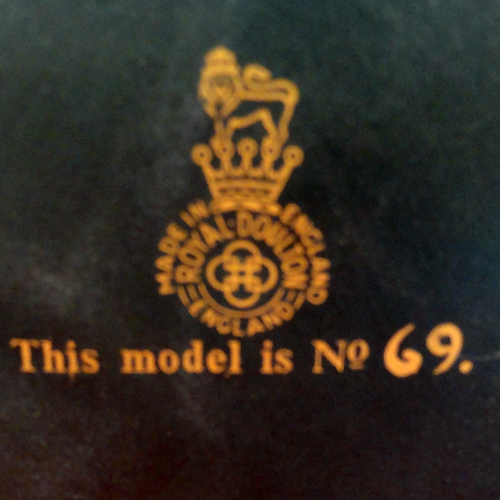 MADE IN ENGLAND
ROYAL·DOULTON
ENGLAND
This model is Nº 69.